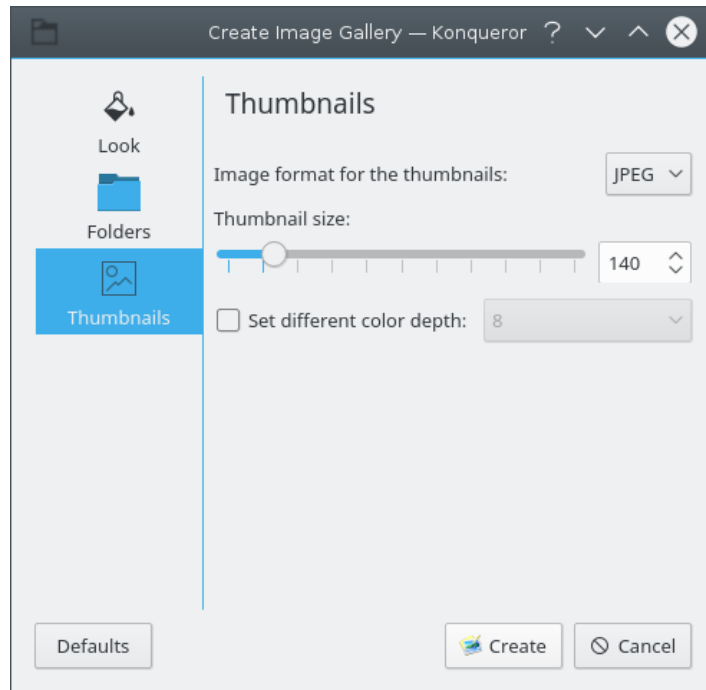 Create Image Gallery — Konqueror ?
Look
Folders
Thumbnails
Thumbnails
Image format for the thumbnails: JPEG
Thumbnail size:
140
Set different color depth: 8
Defaults Create Cancel